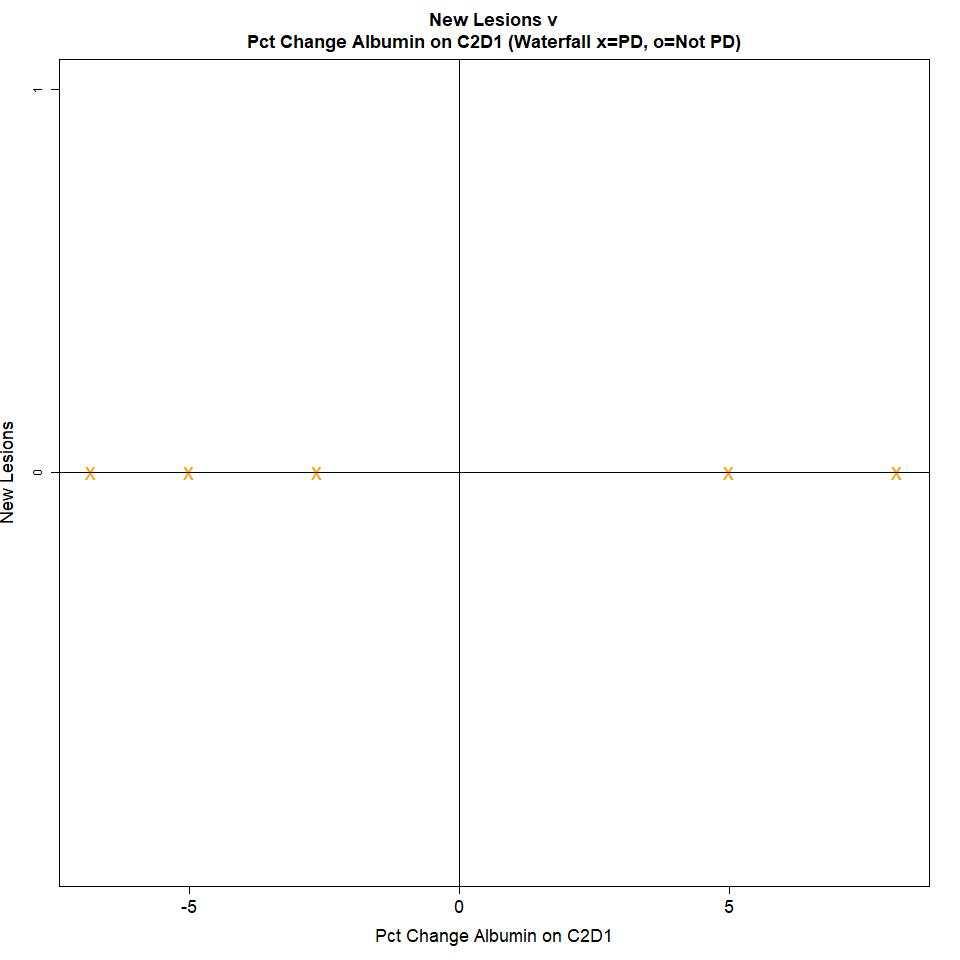 New Lesions v
Pct Change Albumin on C2D1 (Waterfall x=PD, o=Not PD)
1
0
New Lesions
X X X X X
-5 0 5
Pct Change Albumin on C2D1